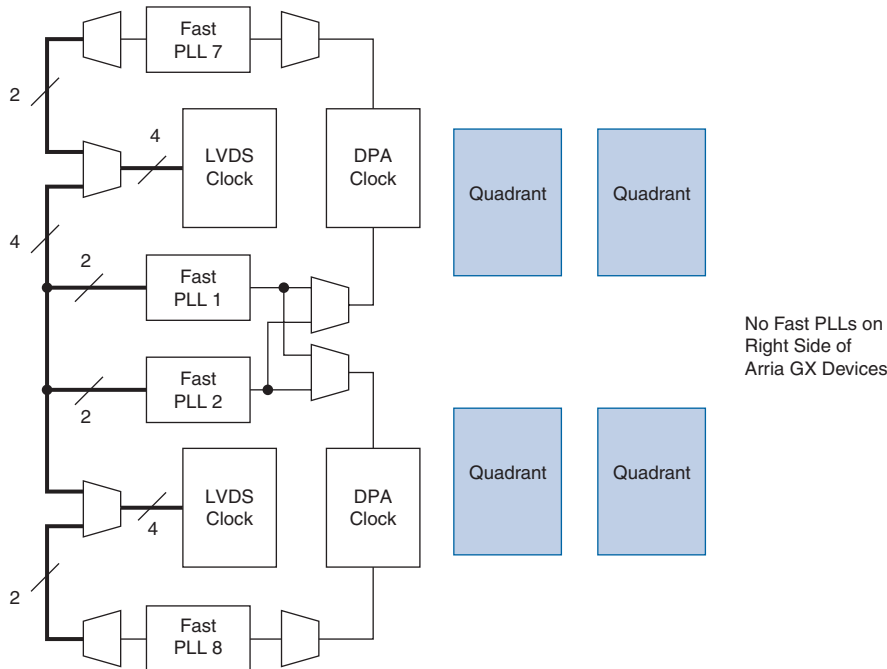 Fast
PLL 7
2
4
LVDS
Clock
DPA
Clock
Quadrant
Quadrant
4
2
Fast
PLL 1
No Fast PLLs on
Right Side of
Arria GX Devices
Fast
PLL 2
2
LVDS
Clock
DPA
Clock
Quadrant
Quadrant
4
2
Fast
PLL 8